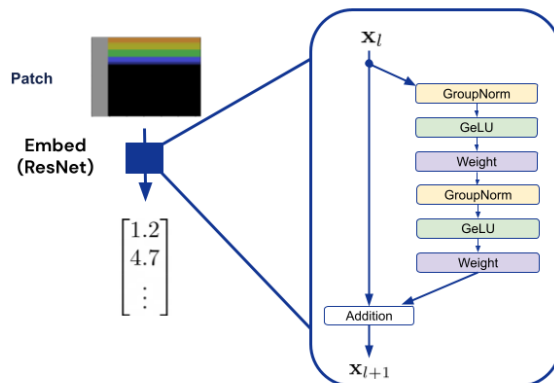 Patch
Embed
(ResNet)
[1.2
4.7
⋮]
x_l
GroupNorm
GeLU
Weight
GroupNorm
GeLU
Weight
Addition
x_{l+1}